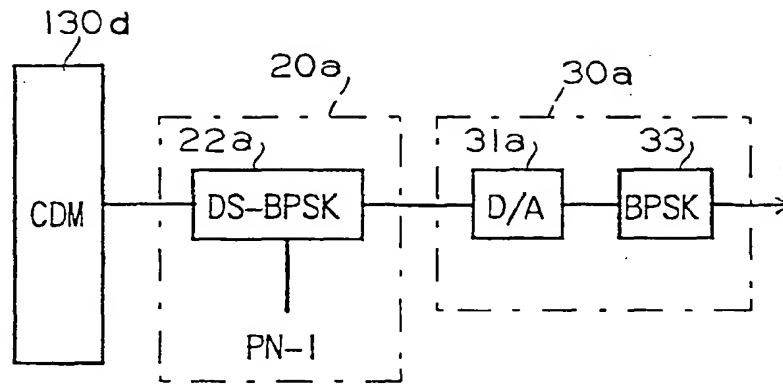 130d
20a
30a
22a
31a
33
CDM
DS-BPSK
D/A
BPSK
PN-1